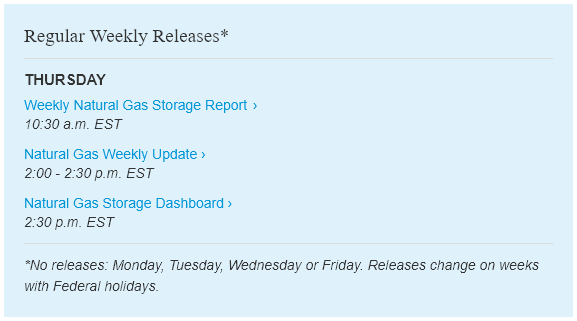 Regular Weekly Releases*
THURSDAY
Weekly Natural Gas Storage Report ›
10:30 a.m. EST
Natural Gas Weekly Update ›
2:00 - 2:30 p.m. EST
Natural Gas Storage Dashboard ›
2:30 p.m. EST
*No releases: Monday, Tuesday, Wednesday or Friday. Releases change on weeks
with Federal holidays.